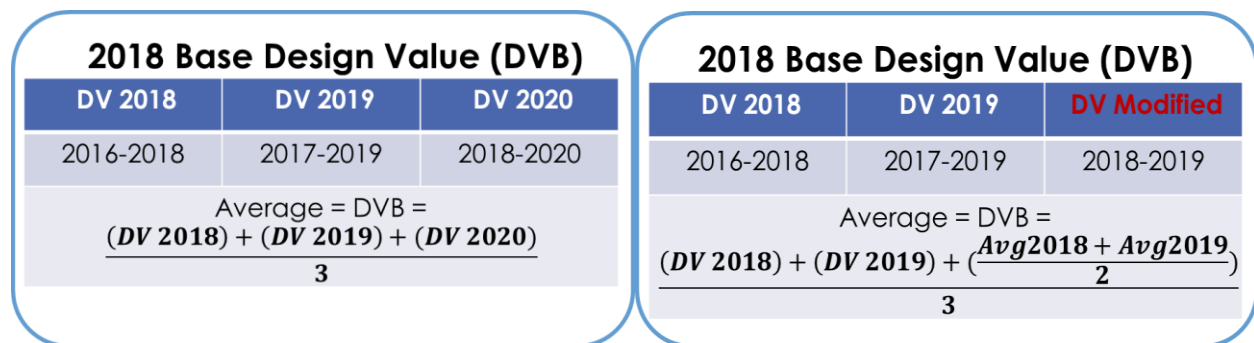 2018 Base Design Value (DVB)
DV 2018 DV 2019 DV 2020
2016-2018 2017-2019 2018-2020
Average = DVB =
(DV 2018) + (DV 2019) + (DV 2020)
3
2018 Base Design Value (DVB)
DV 2018 DV 2019 DV Modified
2016-2018 2017-2019 2018-2019
Average = DVB =
(DV 2018) + (DV 2019) + (Avg2018 + Avg2019
2)
3